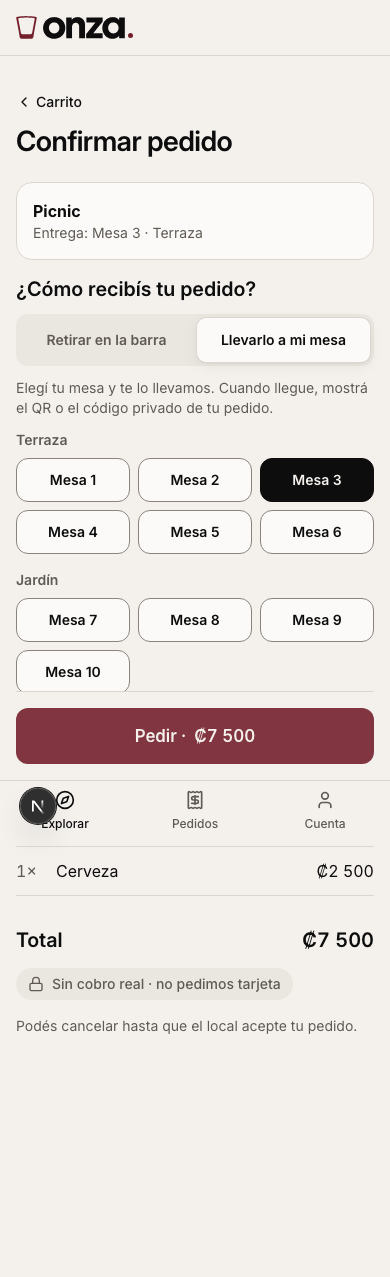 onza.
Carrito
Confirmar pedido
Picnic
Entrega: Mesa 3 · Terraza
¿Cómo recibís tu pedido?
Retirar en la barra
Llevarlo a mi mesa
Elegí tu mesa y te lo llevamos. Cuando llegue, mostrá
el QR o el código privado de tu pedido.
Terraza
Mesa 1
Mesa 2
Mesa 3
Mesa 4
Mesa 5
Mesa 6
Jardín
Mesa 7
Mesa 8
Mesa 9
Mesa 10
Pedir · ₡7 500
N
Explorar
Pedidos
Cuenta
1× Cerveza ₡2 500
Total ₡7 500
Sin cobro real · no pedimos tarjeta
Podés cancelar hasta que el local acepte tu pedido.